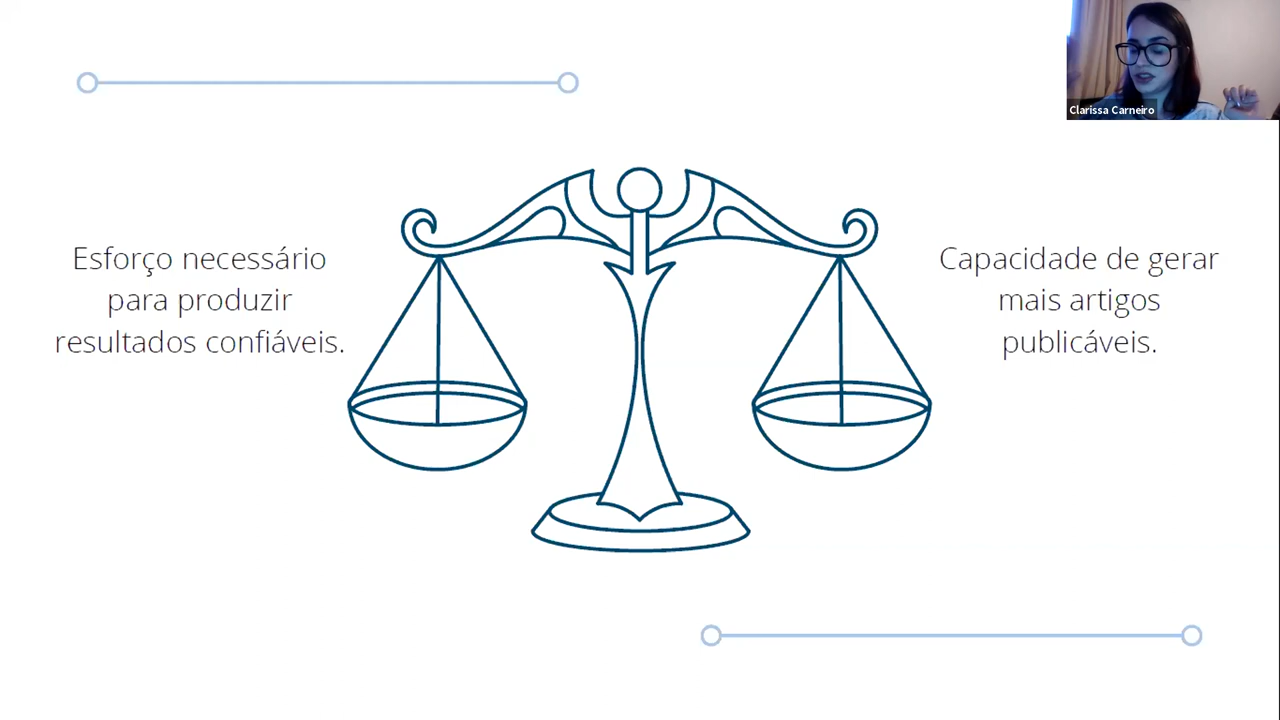 Clarissa Carneiro
Esforço necessário
para produzir
resultados confiáveis.
Capacidade de gerar
mais artigos
publicáveis.